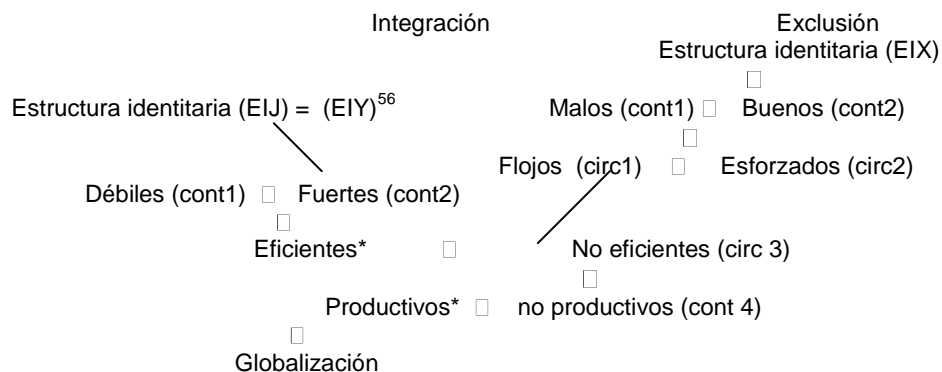 Integración Exclusión
Estructura identitaria (EIX)
Estructura identitaria (EIJ) = (EIY)56
Malos (cont1) Buenos (cont2)
Flojos (circ1) Esforzados (circ2)
Débiles (cont1) Fuertes (cont2)
Eficientes* No eficientes (circ 3)
Productivos* no productivos (cont 4)
Globalización